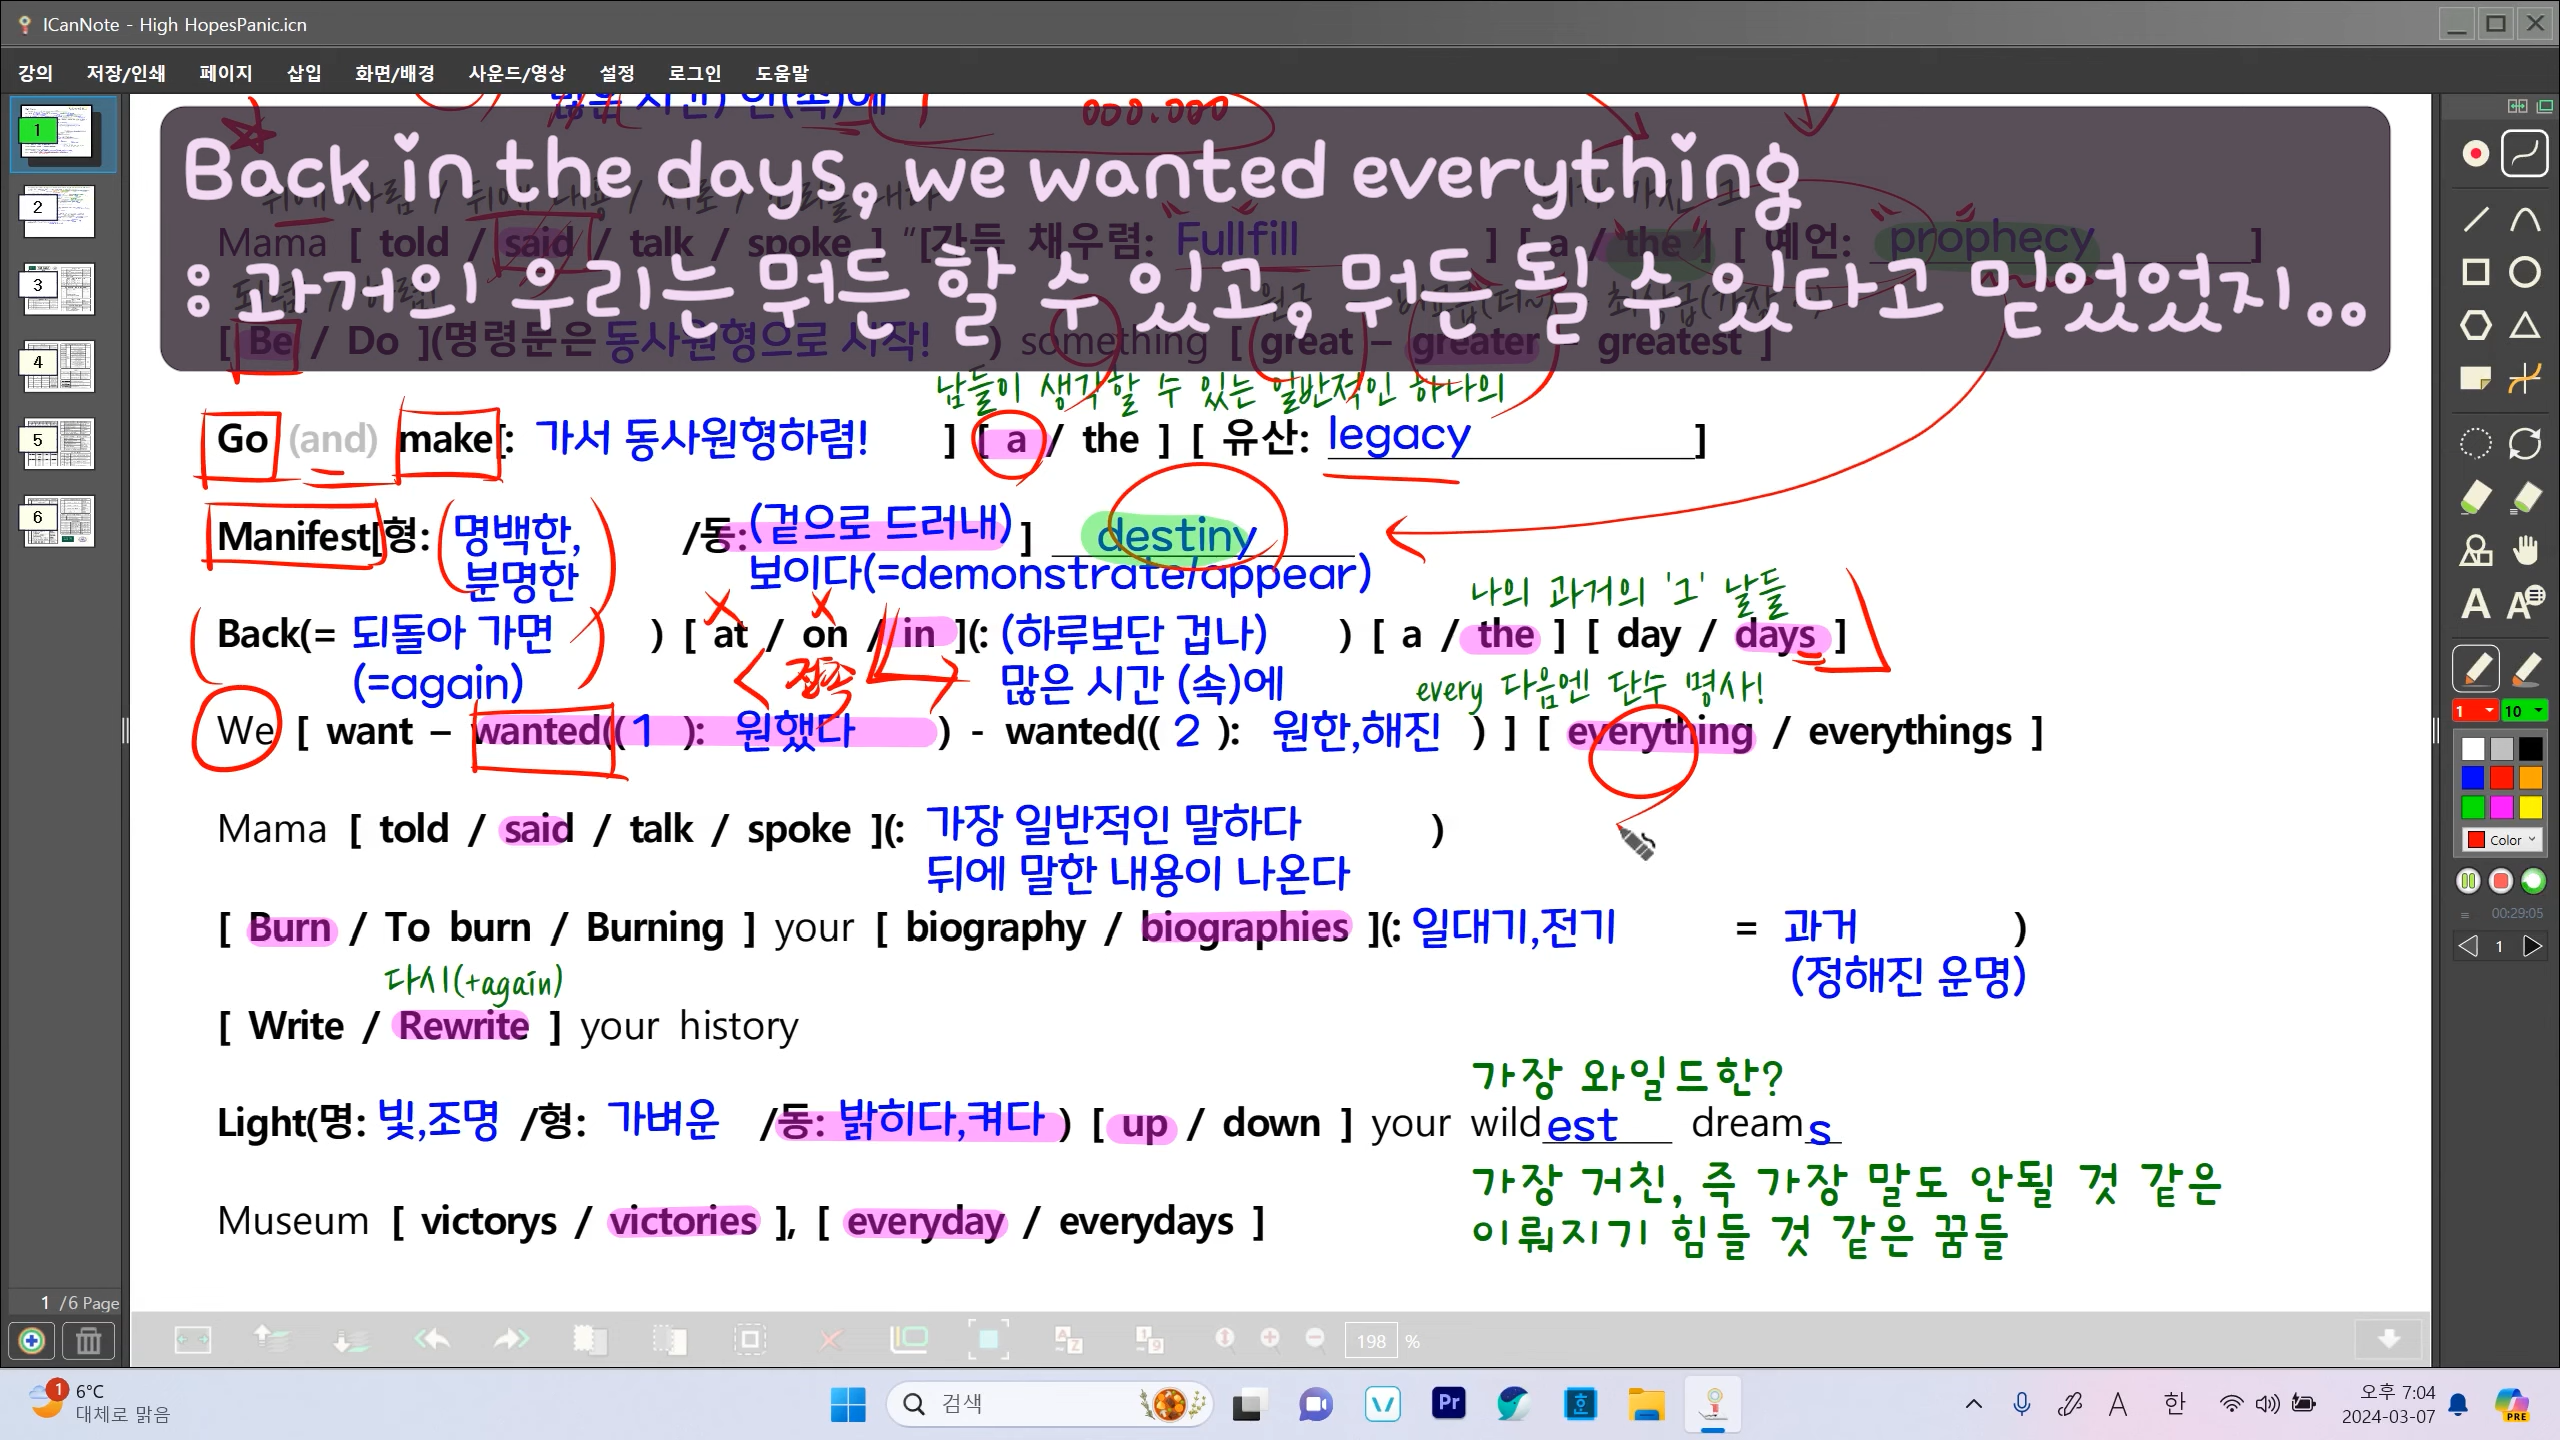 ICanNote - High HopesPanic.icn
강의 저장/인쇄 페이지 삽입 화면/배경 사운드/영상 설정 로그인 도움말
000.000
Back in the days, we wanted everything
: 과거의 우리는 뭐든 할 수 있고, 뭐든 될 수 있다고 믿었었지..
Mama [ told / said / talk / spoke ] "[가득 채우렴: Fullfill ] [ a / the ] [ 예언: prophecy ]
[ Be / Do ](명령문은 동사원형으로 시작! ) something [ great – greater – greatest ]
남들이 생각할 수 있는 일반적인 하나의
Go (and) make[: 가서 동사원형하렴! ] [ a / the ] [ 유산: legacy ]
Manifest[형: 명백한, 분명한 /동: (겉으로 드러내) 보이다(=demonstrate/appear) ] destiny
나의 과거의 '그' 날들
Back(= 되돌아 가면 (=again) ) [ at / on / in ](: (하루보단 겁나) 많은 시간 (속)에 ) [ a / the ] [ day / days ]
every 다음엔 단수 명사!
We [ want – wanted(( 1 ): 원했다 ) - wanted(( 2 ): 원한,해진 ) ] [ everything / everythings ]
Mama [ told / said / talk / spoke ](: 가장 일반적인 말하다 )
뒤에 말한 내용이 나온다
[ Burn / To burn / Burning ] your [ biography / biographies ](: 일대기,전기 = 과거 )
(정해진 운명)
다시(+again)
[ Write / Rewrite ] your history
가장 와일드한?
Light(명: 빛,조명 /형: 가벼운 /동: 밝히다,켜다 ) [ up / down ] your wildest dreams
가장 거친, 즉 가장 말도 안될 것 같은
이뤄지기 힘들 것 같은 꿈들
Museum [ victorys / victories ], [ everyday / everydays ]
1
2
3
4
5
6
1 /6 Page
198 %
1 10
Color
00:29:05
1
6°C
대체로 맑음
검색
오후 7:04
2024-03-07